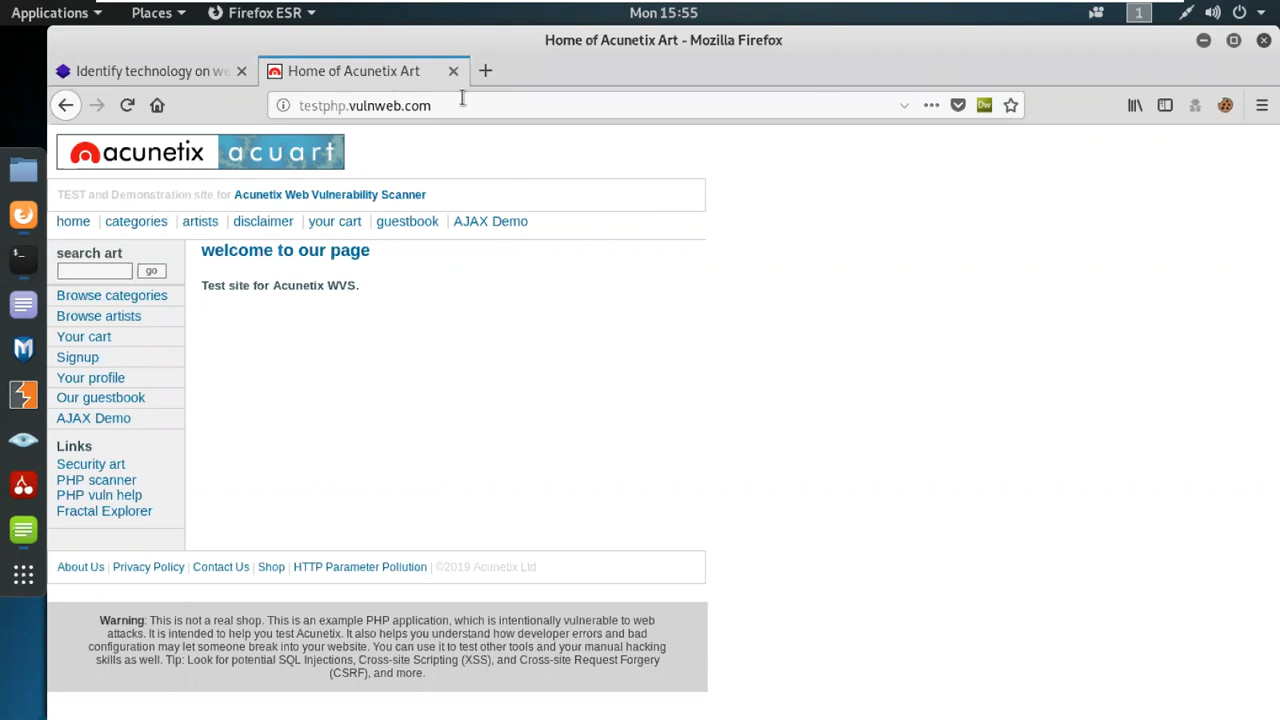 Applications Places Firefox ESR Mon 15:55 1
Home of Acunetix Art - Mozilla Firefox
Identify technology on we Home of Acunetix Art
testphp.vulnweb.com Dw
acunetix acuart
TEST and Demonstration site for Acunetix Web Vulnerability Scanner
home | categories | artists | disclaimer | your cart | guestbook | AJAX Demo
search art
go
Browse categories
Browse artists
Your cart
Signup
Your profile
Our guestbook
AJAX Demo
Links
Security art
PHP scanner
PHP vuln help
Fractal Explorer
welcome to our page
Test site for Acunetix WVS.
About Us | Privacy Policy | Contact Us | Shop | HTTP Parameter Pollution | ©2019 Acunetix Ltd
Warning: This is not a real shop. This is an example PHP application, which is intentionally vulnerable to web
attacks. It is intended to help you test Acunetix. It also helps you understand how developer errors and bad
configuration may let someone break into your website. You can use it to test other tools and your manual hacking
skills as well. Tip: Look for potential SQL Injections, Cross-site Scripting (XSS), and Cross-site Request Forgery
(CSRF), and more.